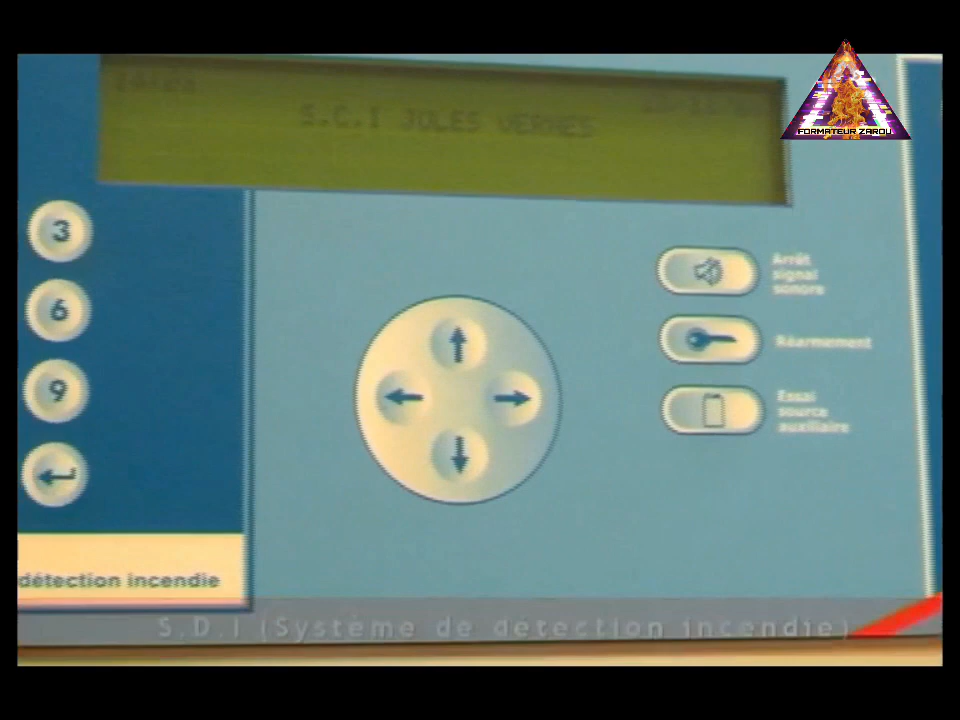 FORMATEUR ZAROU
S.C.I JULES VERNES
3
6
9
Arrêt
signal
sonore
Réarmement
Essai
source
auxiliaire
détection incendie
S.D.I (Système de détection incendie)